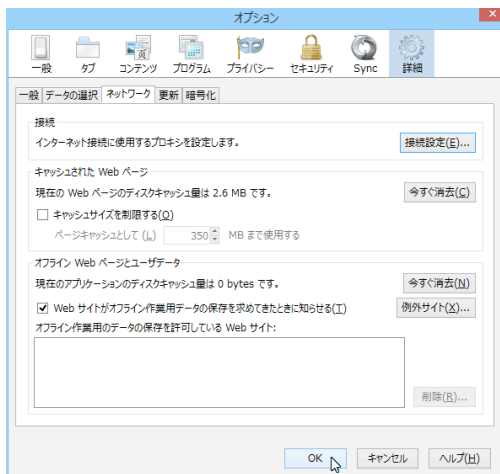 オプション
一般 タブ コンテンツ プログラム プライバシー セキュリティ Sync 詳細
一般 データの選択 ネットワーク 更新 暗号化
接続
インターネット接続に使用するプロキシを設定します。 接続設定(E)...
キャッシュされた Web ページ
現在の Web ページのディスクキャッシュ量は 2.6 MB です。 今すぐ消去(C)
キャッシュサイズを制限する(O)
ページキャッシュとして (L) 350 MB まで使用する
オフライン Web ページとユーザデータ
現在のアプリケーションのディスクキャッシュ量は 0 bytes です。 今すぐ消去(N)
Web サイトがオフライン作業用データの保存を求めてきたときに知らせる(T) 例外サイト(X)...
オフライン作業用のデータの保存を許可している Web サイト:
削除(R)...
OK キャンセル ヘルプ(H)